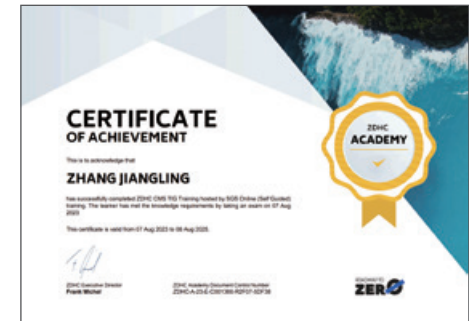 CERTIFICATE
OF ACHIEVEMENT
This is to acknowledge that
ZHANG JIANGLING
has successfully completed ZDHC CMS TIG Training hosted by SGS Online (Self Guided)
training. The learner has met the knowledge requirements by taking an exam on 07 Aug
2023
This certificate is valid from 07 Aug 2023 to 06 Aug 2025.
ZDHC
ACADEMY
ZDHC Executive Director
Frank Michel
ZDHC Academy Document Control Number
ROADMAP TO
ZERO